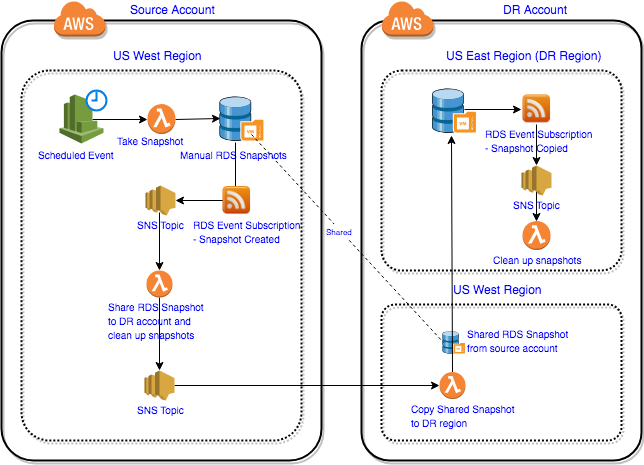 Source Account
AWS
US West Region
Scheduled Event
Take Snapshot
Manual RDS Snapshots
VM
SNS Topic
RDS Event Subscription
- Snapshot Created
Share RDS Snapshot
to DR account and
clean up snapshots
SNS Topic
Shared
DR Account
AWS
US East Region (DR Region)
VM
RDS Event Subscription
- Snapshot Copied
SNS Topic
Clean up snapshots
US West Region
Shared RDS Snapshot
from source account
Copy Shared Snapshot
to DR region